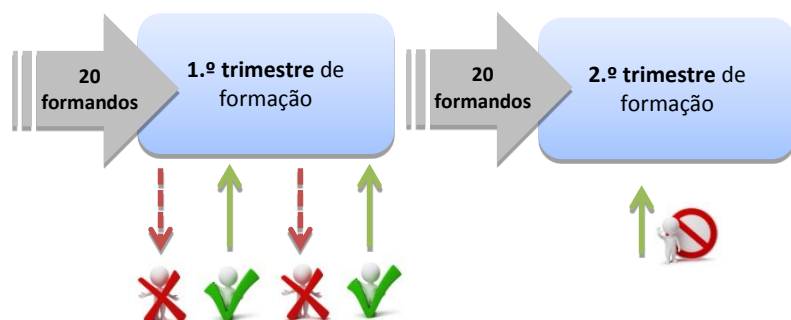 20
formandos
1.º trimestre de
formação
20
formandos
2.º trimestre de
formação